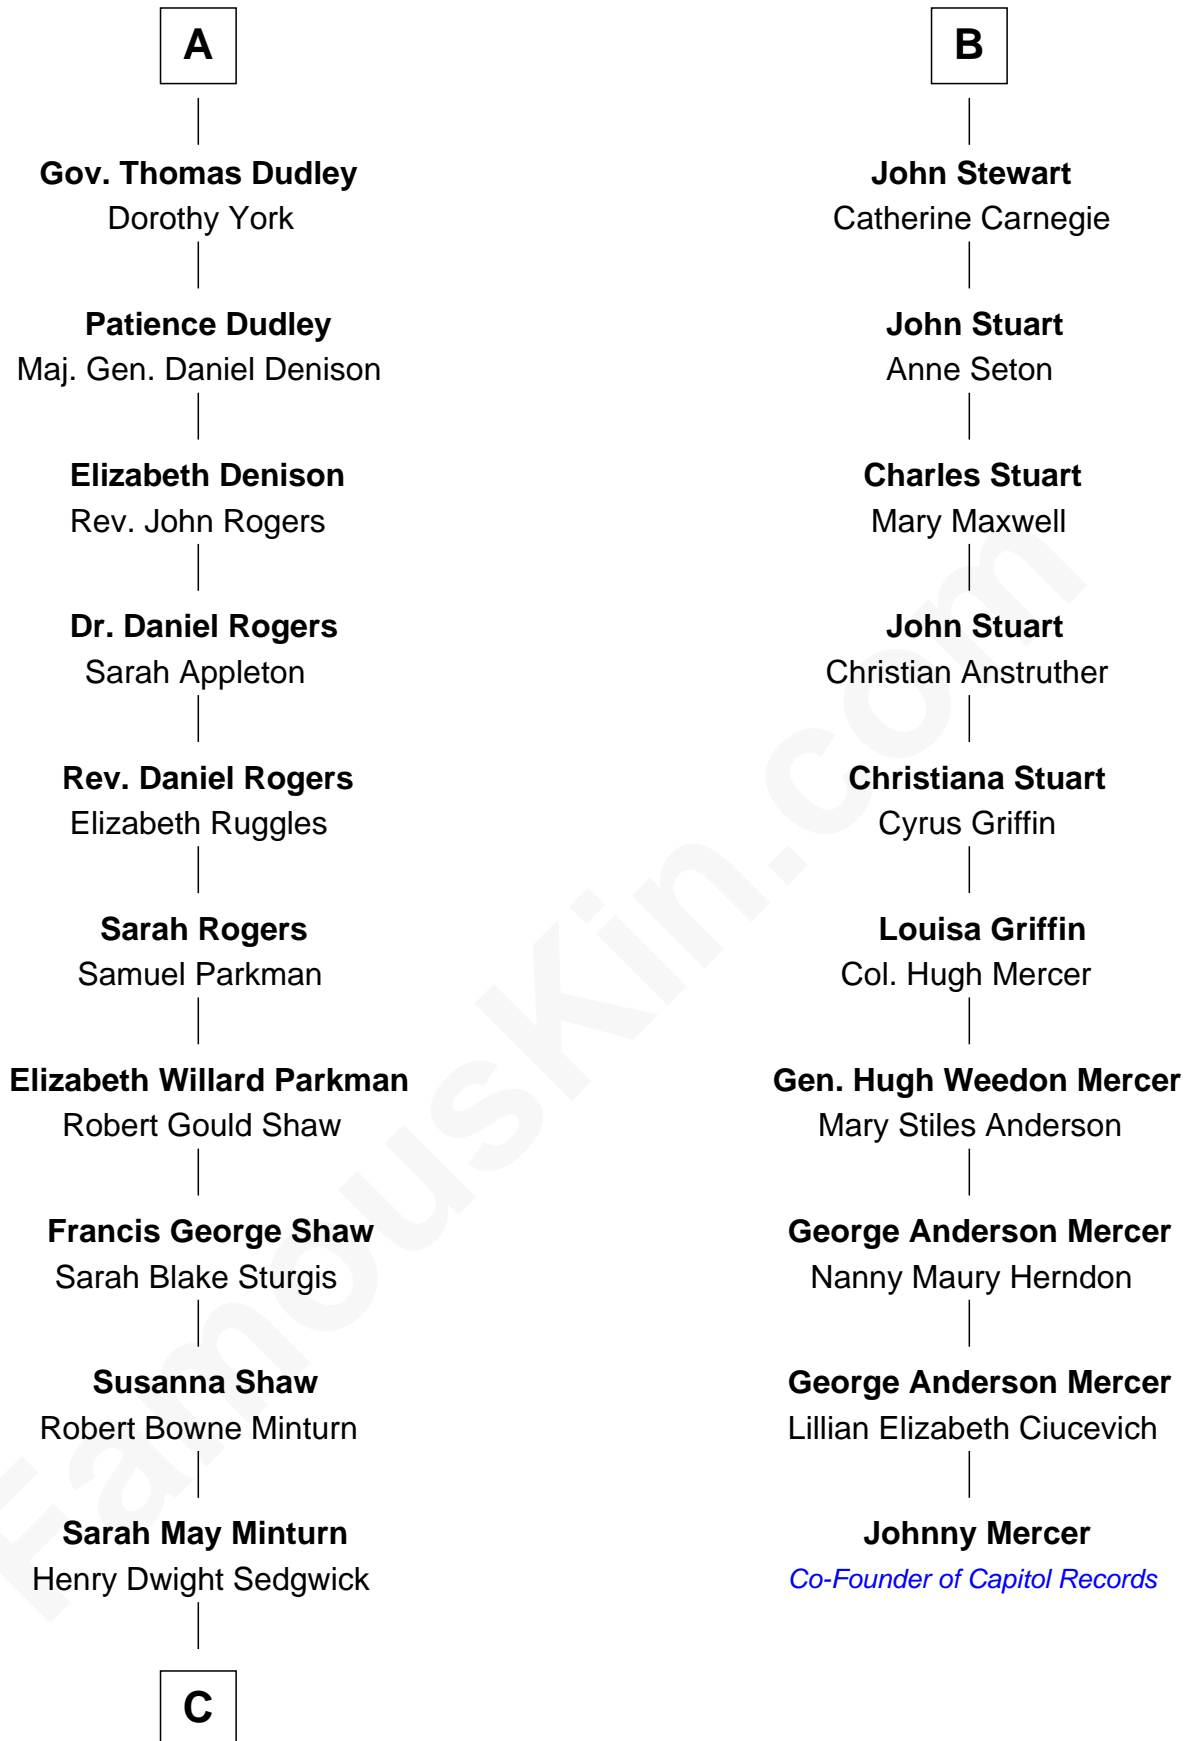 A
Gov. Thomas Dudley
Dorothy York
Patience Dudley
Maj. Gen. Daniel Denison
Elizabeth Denison
Rev. John Rogers
Dr. Daniel Rogers
Sarah Appleton
Rev. Daniel Rogers
Elizabeth Ruggles
Sarah Rogers
Samuel Parkman
Elizabeth Willard Parkman
Robert Gould Shaw
Francis George Shaw
Sarah Blake Sturgis
Susanna Shaw
Robert Bowne Minturn
Sarah May Minturn
Henry Dwight Sedgwick
C
B
John Stewart
Catherine Carnegie
John Stuart
Anne Seton
Charles Stuart
Mary Maxwell
John Stuart
Christian Anstruther
Christiana Stuart
Cyrus Griffin
Louisa Griffin
Col. Hugh Mercer
Gen. Hugh Weedon Mercer
Mary Stiles Anderson
George Anderson Mercer
Nanny Maury Herndon
George Anderson Mercer
Lillian Elizabeth Ciucevich
Johnny Mercer
Co-Founder of Capitol Records
FamousKin.com